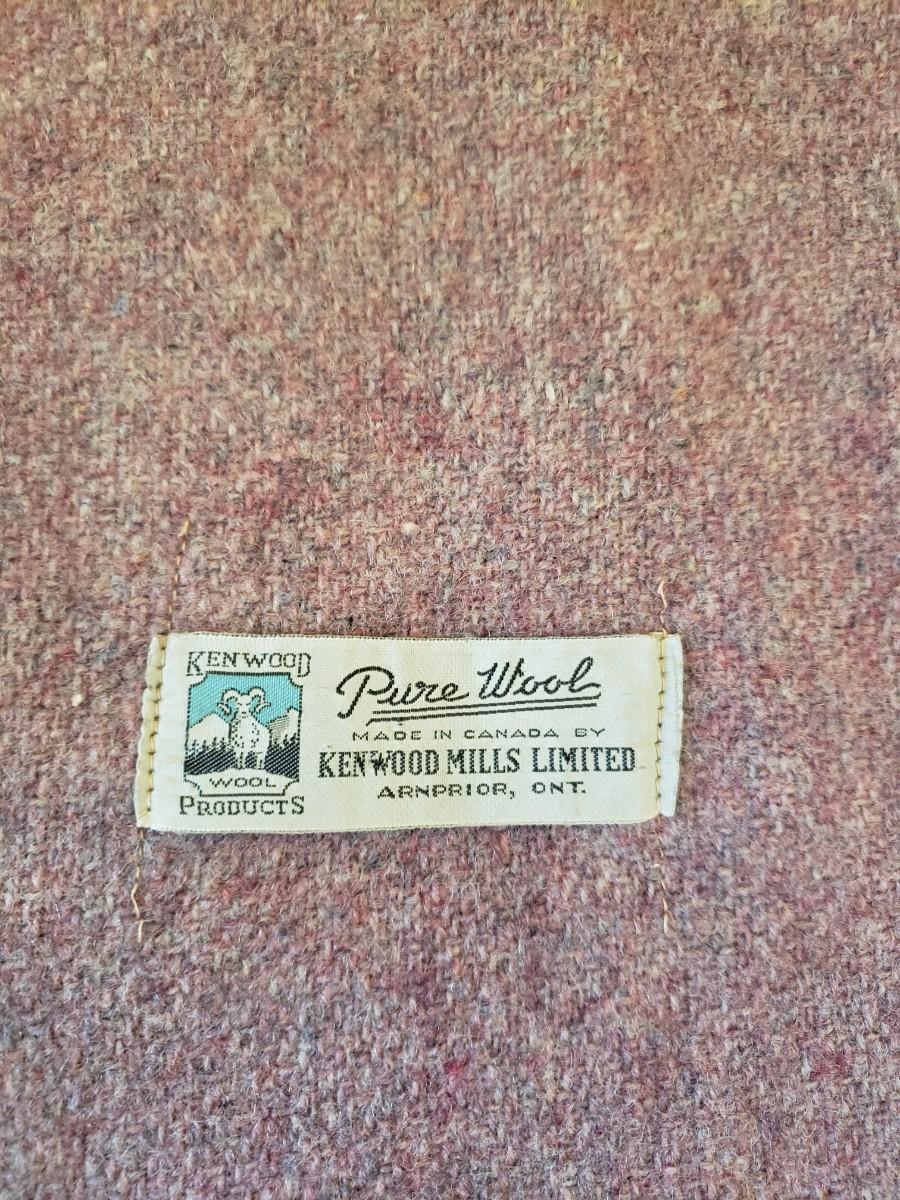 KENWOOD
WOOL
PRODUCTS
Pure Wool
MADE IN CANADA BY
KENWOOD MILLS LIMITED
ARNPRIOR, ONT.